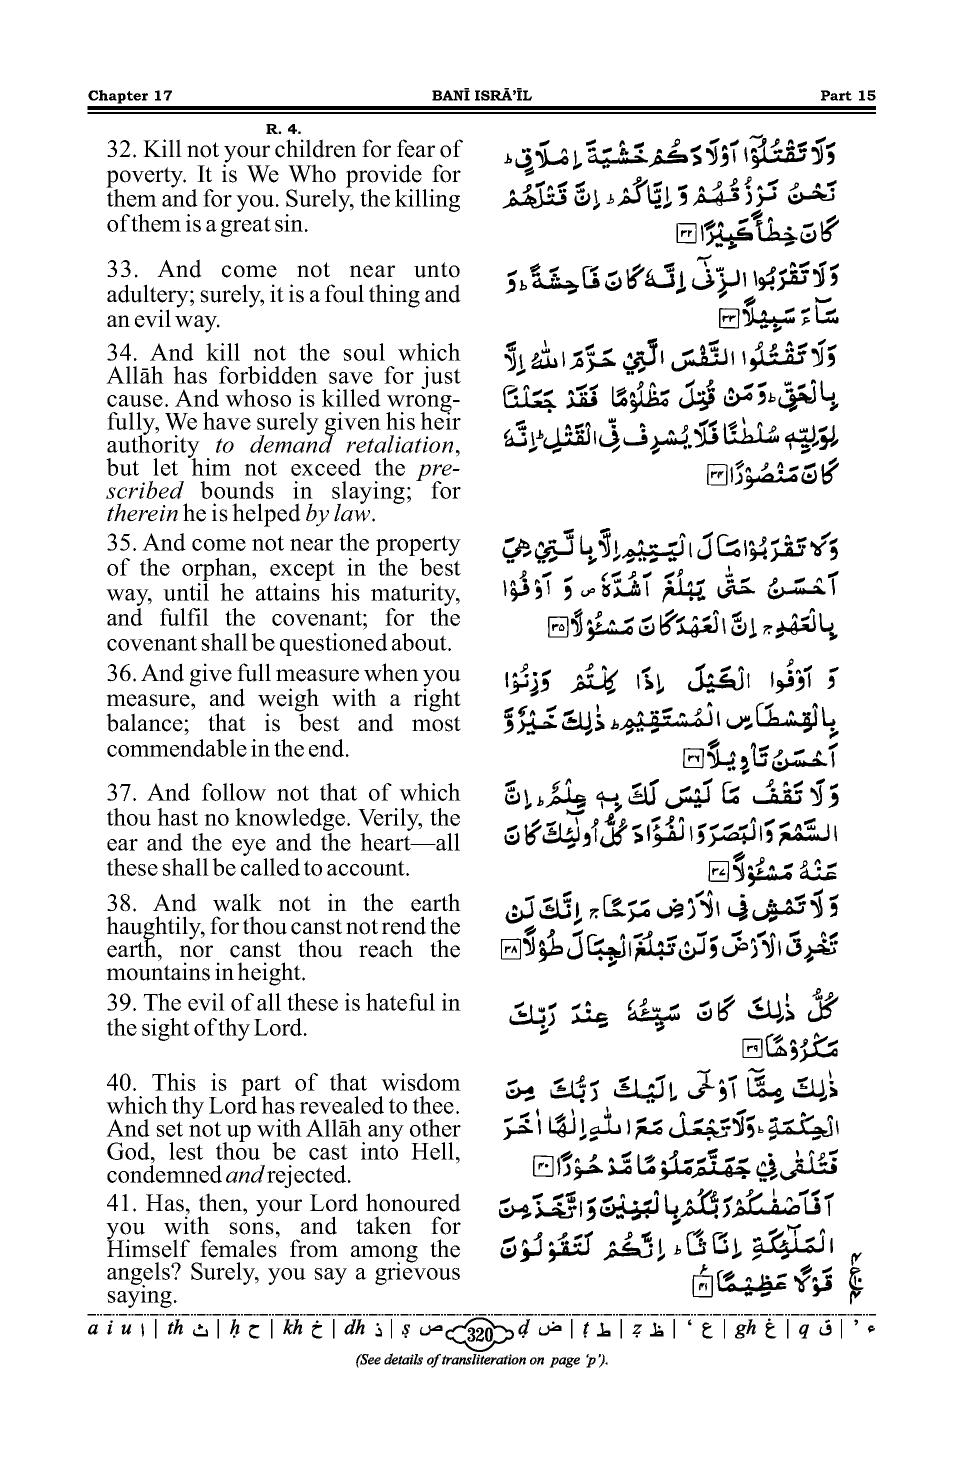 Chapter 17 BANĪ ISRĀ’ĪL Part 15
R. 4.
32. Kill not your children for fear of
poverty. It is We Who provide for
them and for you. Surely, the killing
of them is a great sin.
33. And come not near unto
adultery; surely, it is a foul thing and
an evil way.
34. And kill not the soul which
Allāh has forbidden save for just
cause. And whoso is killed wrong-
fully, We have surely given his heir
authority to demand retaliation,
but let him not exceed the pre-
scribed bounds in slaying; for
therein he is helped by law.
35. And come not near the property
of the orphan, except in the best
way, until he attains his maturity,
and fulfil the covenant; for the
covenant shall be questioned about.
36. And give full measure when you
measure, and weigh with a right
balance; that is best and most
commendable in the end.
37. And follow not that of which
thou hast no knowledge. Verily, the
ear and the eye and the heart—all
these shall be called to account.
38. And walk not in the earth
haughtily, for thou canst not rend the
earth, nor canst thou reach the
mountains in height.
39. The evil of all these is hateful in
the sight of thy Lord.
40. This is part of that wisdom
which thy Lord has revealed to thee.
And set not up with Allāh any other
God, lest thou be cast into Hell,
condemned and rejected.
41. Has, then, your Lord honoured
you with sons, and taken for
Himself females from among the
angels? Surely, you say a grievous
saying.
وَلَا تَقْتُلُوْۤا اَوْلَادَكُمْ خَشْيَةَ اِمْلَاقٍ ؕ
نَحْنُ نَرْزُقُهُمْ وَ اِيَّاكُمْ ؕ اِنَّ قَتْلَهُمْ
كَانَ خِطْأً كَبِيْرًا ﴿۳۲﴾
وَلَا تَقْرَبُوا الزِّنٰۤى اِنَّهٗ كَانَ فَاحِشَةً ؕ وَ
سَآءَ سَبِيْلًا ﴿۳۳﴾
وَلَا تَقْتُلُوا النَّفْسَ الَّتِيْ حَرَّمَ اللّٰهُ اِلَّا
بِالْحَقِّ ؕ وَمَنْ قُتِلَ مَظْلُوْمًا فَقَدْ جَعَلْنَا
لِوَلِيِّهٖ سُلْطٰنًا فَلَا يُسْرِفْ فِّي الْقَتْلِ ؕ اِنَّهٗ
كَانَ مَنْصُوْرًا ﴿۳۴﴾
وَلَا تَقْرَبُوْا مَالَ الْيَتِيْمِ اِلَّا بِالَّتِيْ هِيَ
اَحْسَنُ حَتّٰى يَبْلُغَ اَشُدَّهٗ ۪ وَ اَوْفُوْا
بِالْعَهْدِ ۚ اِنَّ الْعَهْدَ كَانَ مَسْـُٔوْلًا ﴿۳۵﴾
وَ اَوْفُوا الْكَيْلَ اِذَا كِلْتُمْ وَزِنُوْا
بِالْقِسْطَاسِ الْمُسْتَقِيْمِ ؕ ذٰلِكَ خَيْرٌ وَّ
اَحْسَنُ تَاْوِيْلًا ﴿۳۶﴾
وَلَا تَقْفُ مَا لَيْسَ لَكَ بِهٖ عِلْمٌ ؕ اِنَّ
السَّمْعَ وَالْبَصَرَ وَالْفُؤَادَ كُلُّ اُولٰٓئِكَ كَانَ
عَنْهُ مَسْـُٔوْلًا ﴿۳۷﴾
وَلَا تَمْشِ فِي الْاَرْضِ مَرَحًا ۚ اِنَّكَ لَنْ
تَخْرِقَ الْاَرْضَ وَلَنْ تَبْلُغَ الْجِبَالَ طُوْلًا ﴿۳۸﴾
كُلُّ ذٰلِكَ كَانَ سَيِّئُهٗ عِنْدَ رَبِّكَ
مَكْرُوْهًا ﴿۳۹﴾
ذٰلِكَ مِمَّاۤ اَوْحٰۤى اِلَيْكَ رَبُّكَ مِنَ
الْحِكْمَةِ ؕ وَلَا تَجْعَلْ مَعَ اللّٰهِ اِلٰهًا اٰخَرَ
فَتُلْقٰى فِيْ جَهَنَّمَ مَلُوْمًا مَّدْحُوْرًا ﴿۴۰﴾
اَفَاَصْفٰىكُمْ رَبُّكُمْ بِالْبَنِيْنَ وَاتَّخَذَ مِنَ
الْمَلٰٓئِكَةِ اِنَاثًا ؕ اِنَّكُمْ لَتَقُوْلُوْنَ
قَوْلًا عَظِيْمًا ﴿۴۱﴾
a i u ا | th ث | ḥ ح | kh خ | dh ذ | ṣ ص 320 ḍ ض | ṭ ط | ẓ ظ | ‘ ع | gh غ | q ق | ’ ء
(See details of transliteration on page ‘p’).